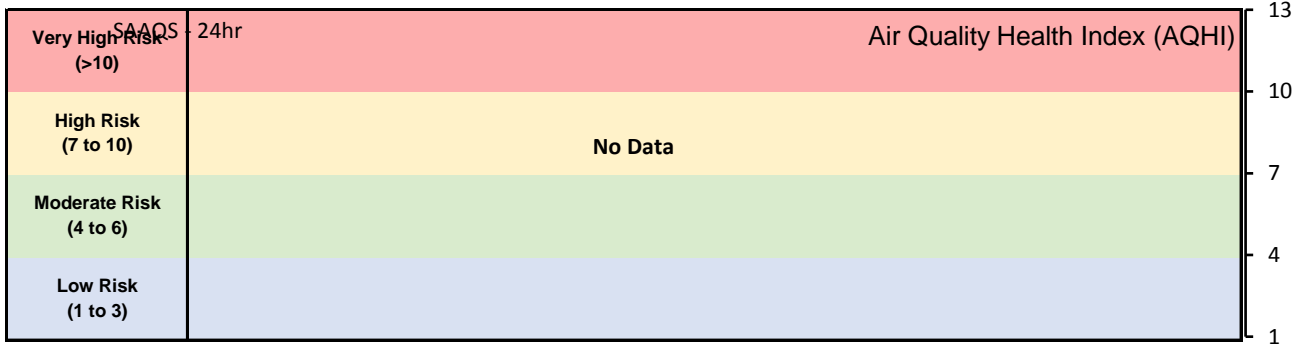 SAAQS - 24hr
Very High Risk
(>10)
Air Quality Health Index (AQHI)
High Risk
(7 to 10)
No Data
Moderate Risk
(4 to 6)
Low Risk
(1 to 3)
13
10
7
4
1